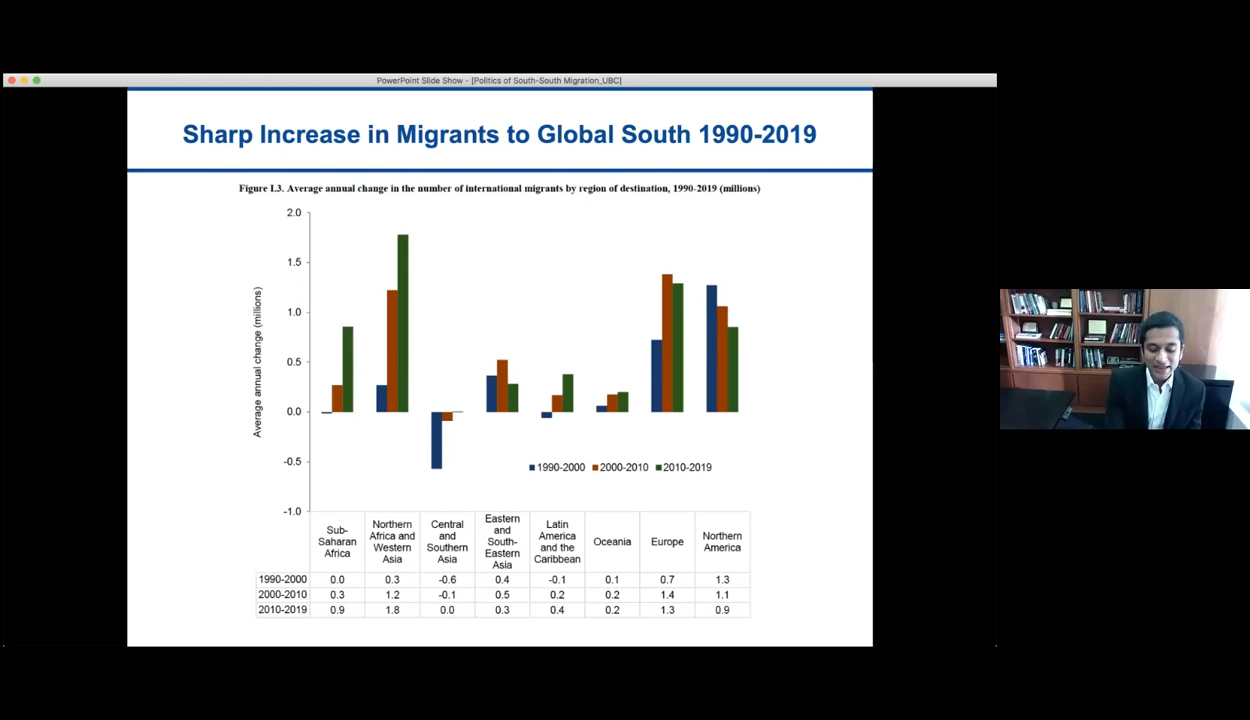 PowerPoint Slide Show - [Politics of South-South Migration_UBC]
Sharp Increase in Migrants to Global South 1990-2019
Figure I.3. Average annual change in the number of international migrants by region of destination, 1990-2019 (millions)
Average annual change (millions)
2.0
1.5
1.0
0.5
0.0
-0.5
-1.0
1990-2000 2000-2010 2010-2019
Sub-
Saharan
Africa
Northern
Africa and
Western
Asia
Central
and
Southern
Asia
Eastern
and
South-
Eastern
Asia
Latin
America
and the
Caribbean
Oceania
Europe
Northern
America
1990-2000 0.0 0.3 -0.6 0.4 -0.1 0.1 0.7 1.3
2000-2010 0.3 1.2 -0.1 0.5 0.2 0.2 1.4 1.1
2010-2019 0.9 1.8 0.0 0.3 0.4 0.2 1.3 0.9